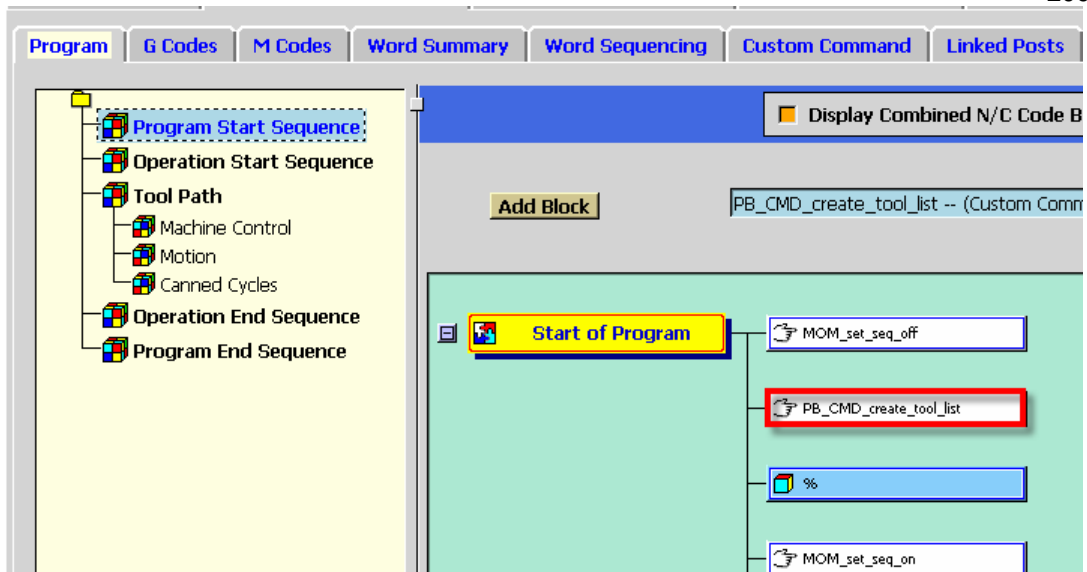 Program G Codes M Codes Word Summary Word Sequencing Custom Command Linked Posts
Program Start Sequence
Operation Start Sequence
Tool Path
Machine Control
Motion
Canned Cycles
Operation End Sequence
Program End Sequence
Display Combined N/C Code B
Add Block
PB_CMD_create_tool_list -- (Custom Comm
Start of Program
MOM_set_seq_off
PB_CMD_create_tool_list
%
MOM_set_seq_on